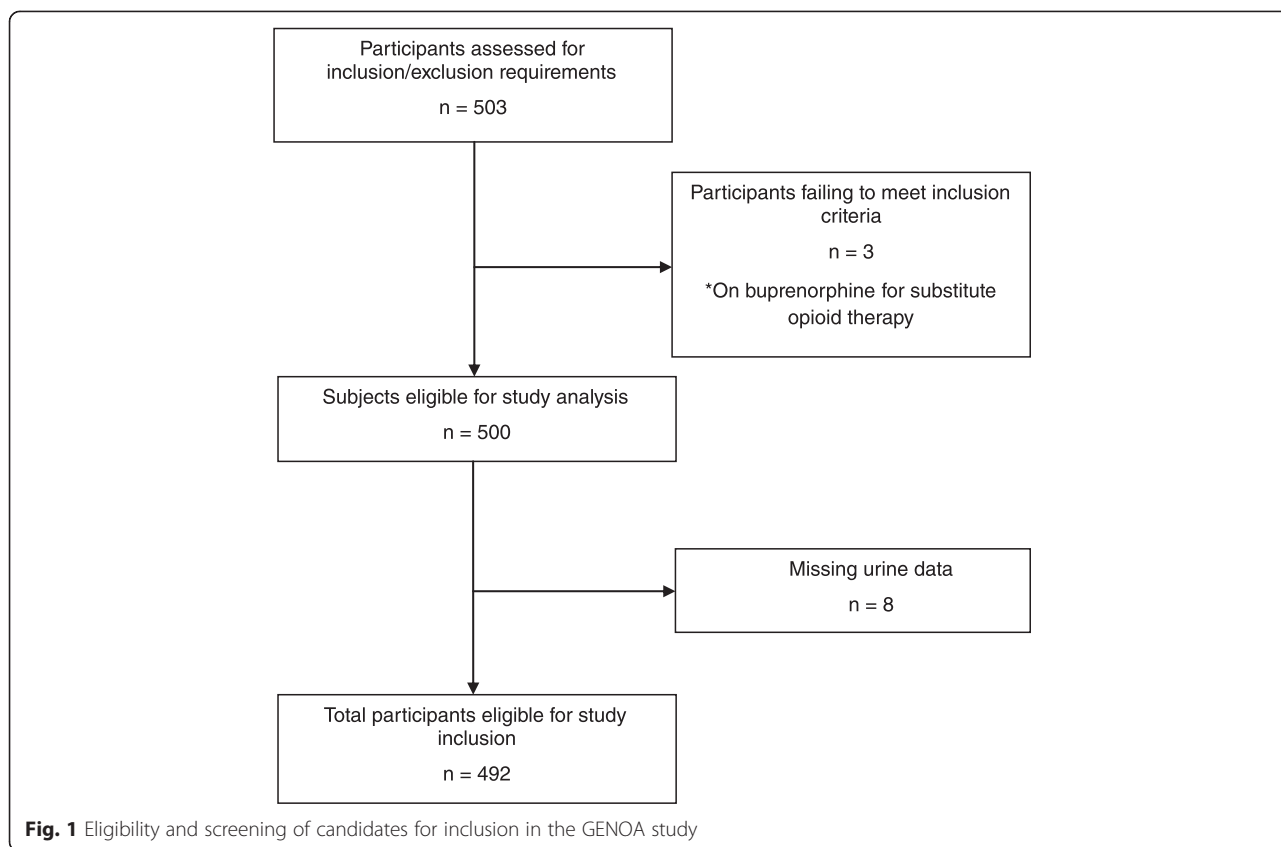 Participants assessed for
inclusion/exclusion requirements
n = 503
Participants failing to meet inclusion
criteria
n = 3
*On buprenorphine for substitute
opioid therapy
Subjects eligible for study analysis
n = 500
Missing urine data
n = 8
Total participants eligible for study
inclusion
n = 492
Fig. 1 Eligibility and screening of candidates for inclusion in the GENOA study